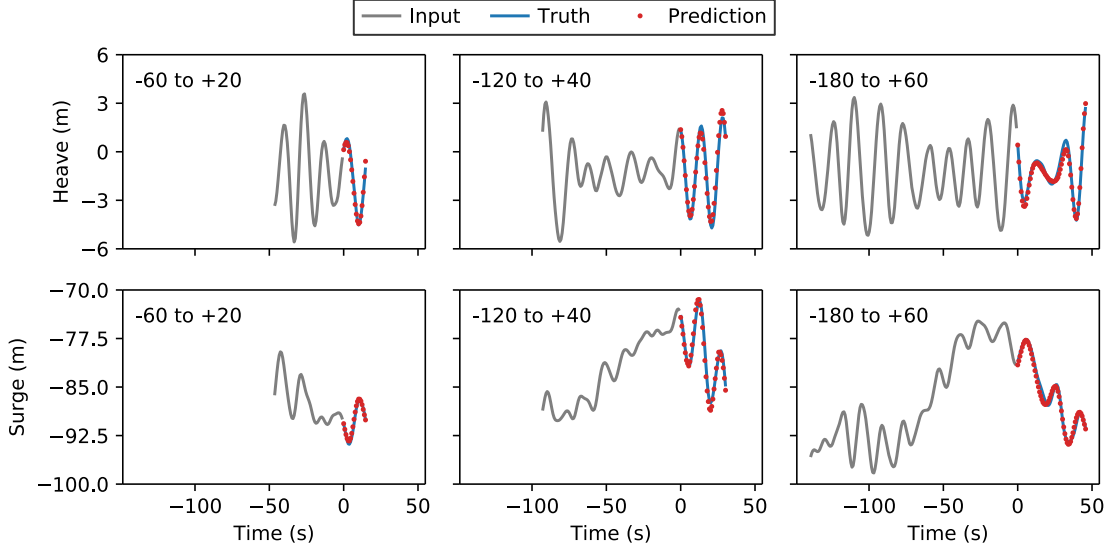 Input Truth Prediction
-60 to +20
-120 to +40
-180 to +60
Heave (m)
6
3
0
−3
−6
-60 to +20
-120 to +40
-180 to +60
Surge (m)
−70.0
−77.5
−85.0
−92.5
−100.0
−100 −50 0 50
−100 −50 0 50
−100 −50 0 50
Time (s)
Time (s)
Time (s)